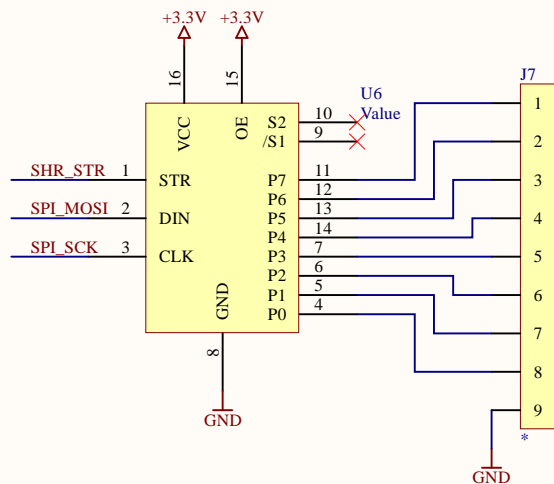 +3.3V +3.3V
J7
16 15
U6
Value
VCC OE S2 10
/S1 9
1
SHR_STR 1 STR P7 11
P6 12
2
SPI_MOSI 2 DIN P5 13
3
P4 14
4
SPI_SCK 3 CLK P3 7
5
P2 6
6
GND P1 5
P0 4
7
8
8
9
GND
*
GND